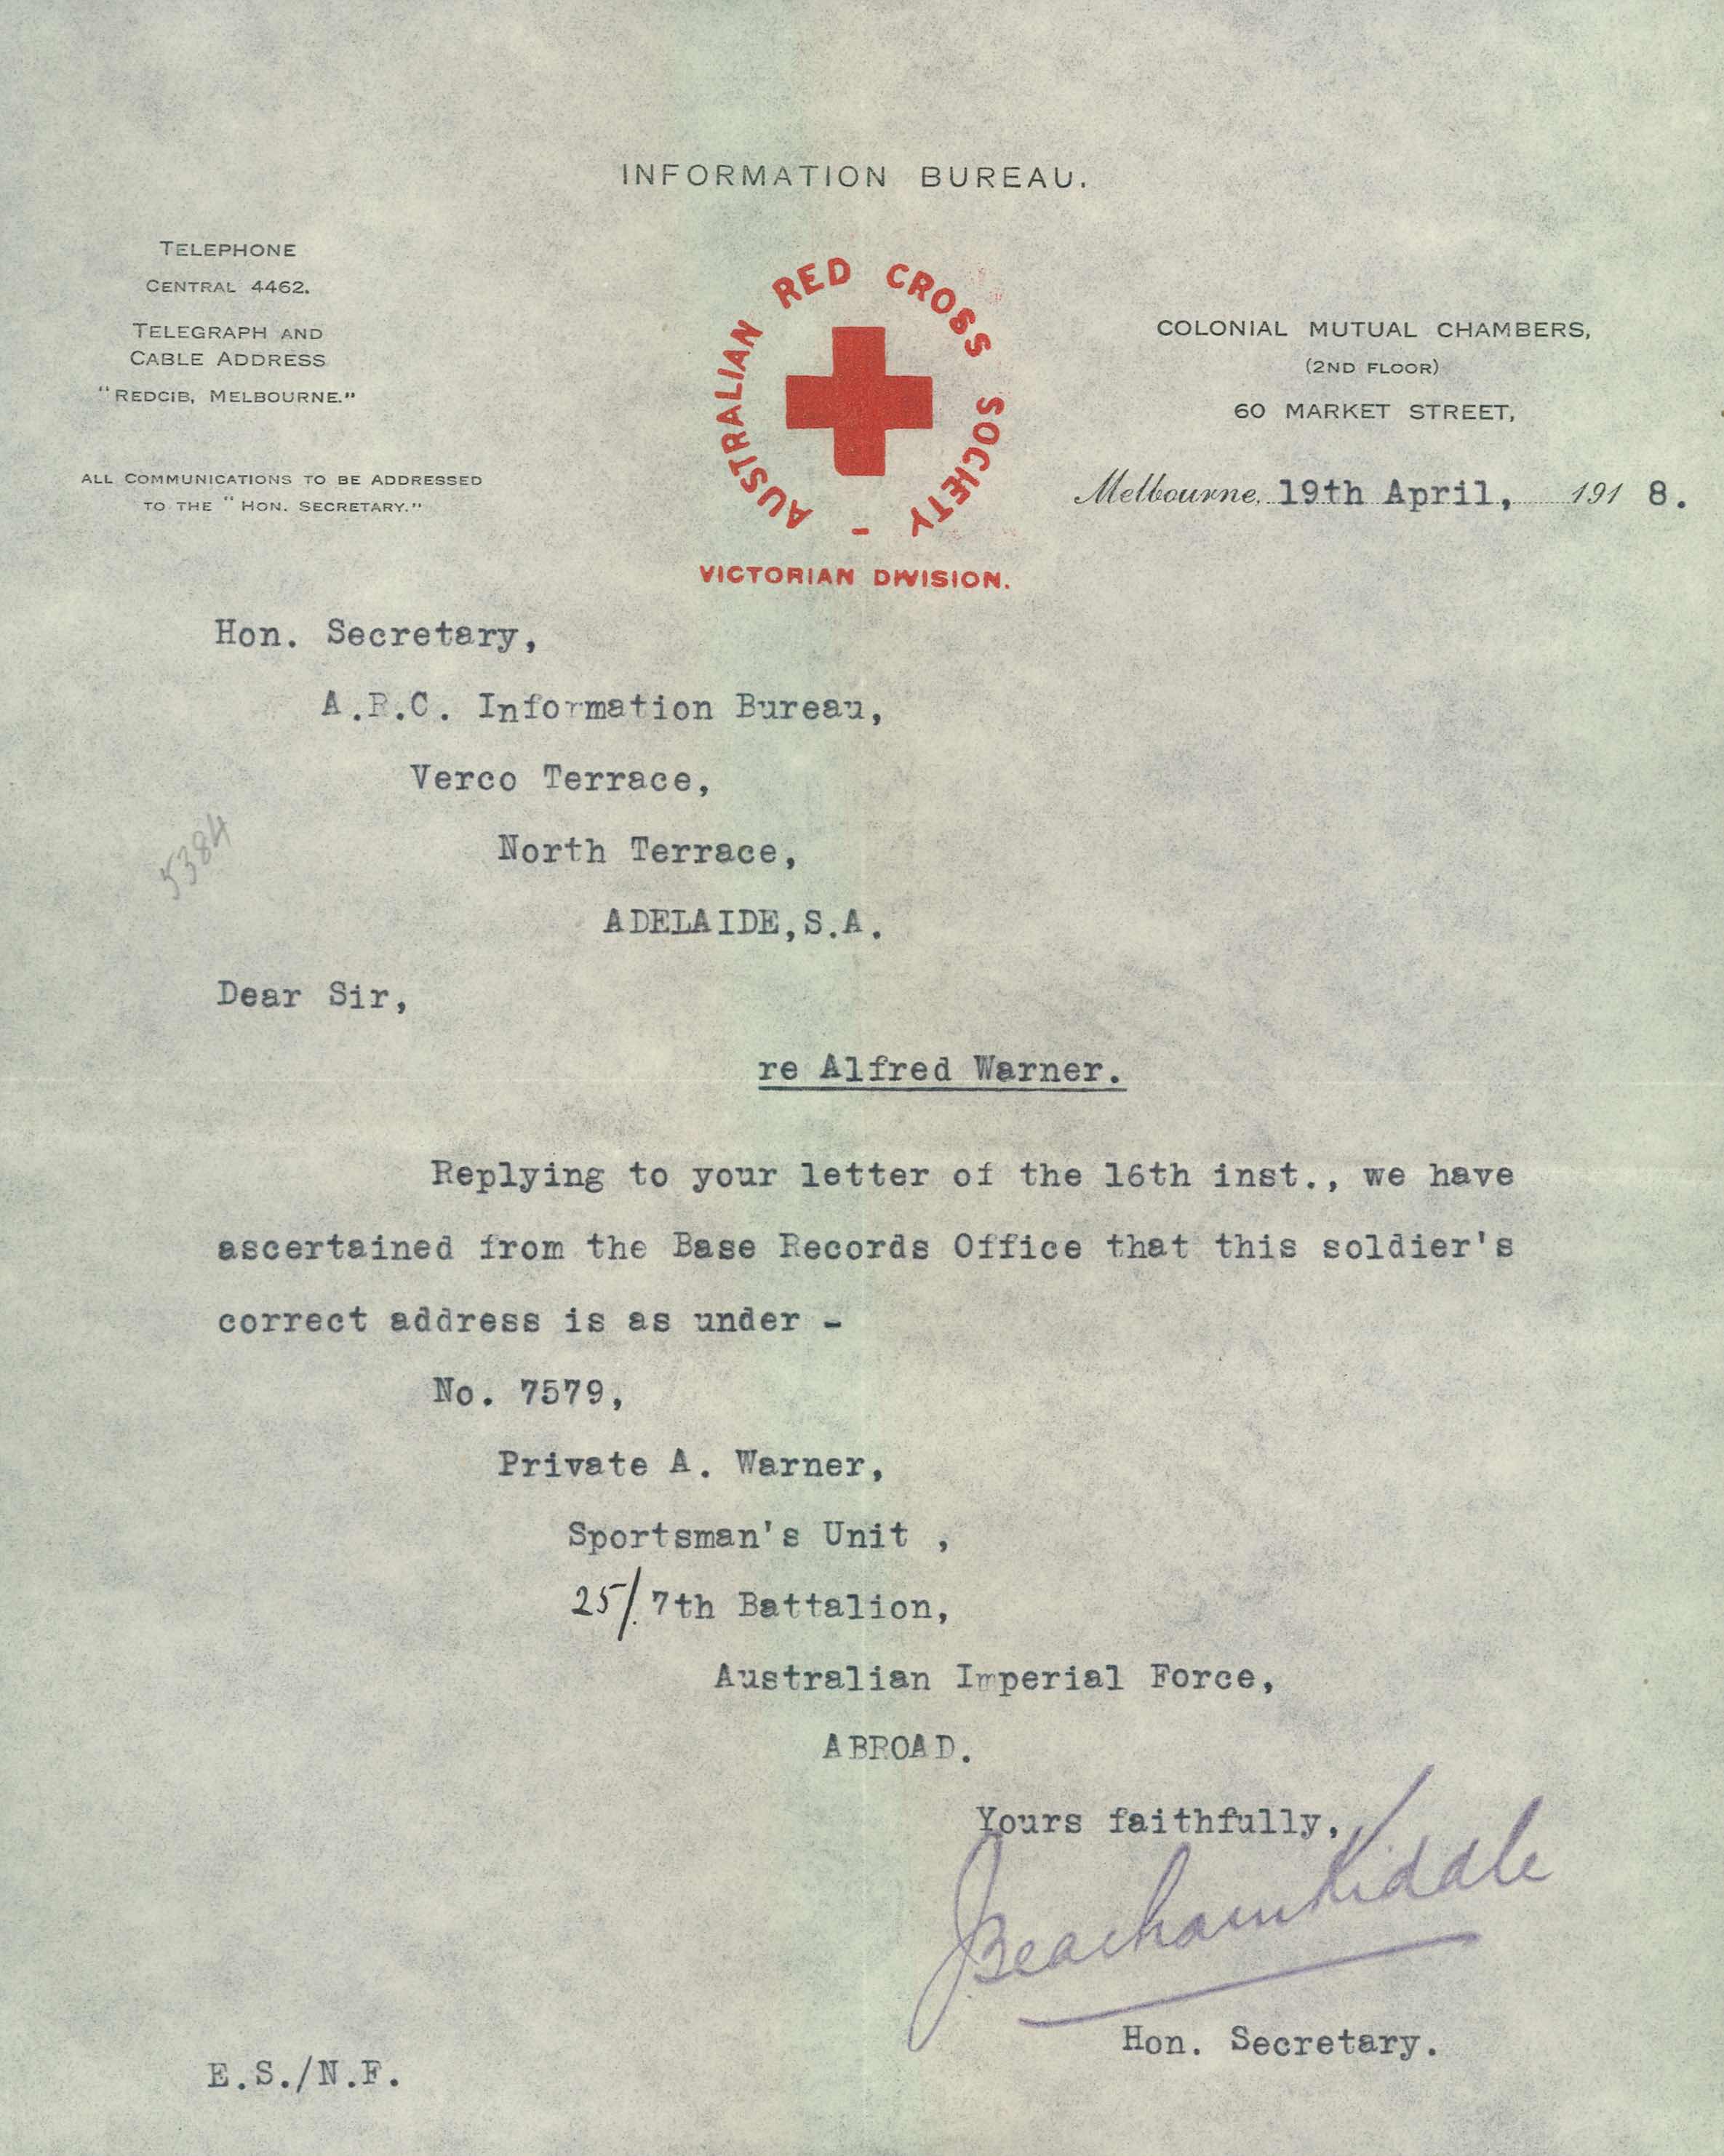 INFORMATION BUREAU.
TELEPHONE
CENTRAL 4462.
TELEGRAPH AND
CABLE ADDRESS
"REDCIB, MELBOURNE."
ALL COMMUNICATIONS TO BE ADDRESSED
TO THE "HON. SECRETARY."
AUSTRALIAN RED CROSS SOCIETY -
VICTORIAN DIVISION.
COLONIAL MUTUAL CHAMBERS,
(2ND FLOOR)
60 MARKET STREET,
Melbourne, 19th April, 191 8.
Hon. Secretary,
A.R.C. Information Bureau,
Verco Terrace,
North Terrace,
ADELAIDE,S.A.
5384
Dear Sir,
re Alfred Warner.
Replying to your letter of the 16th inst., we have
ascertained from the Base Records Office that this soldier's
correct address is as under -
No. 7579,
Private A. Warner,
Sportsman's Unit ,
25/7th Battalion,
Australian Imperial Force,
ABROAD.
Yours faithfully,
JBeachamKiddle
Hon. Secretary.
E.S./N.F.